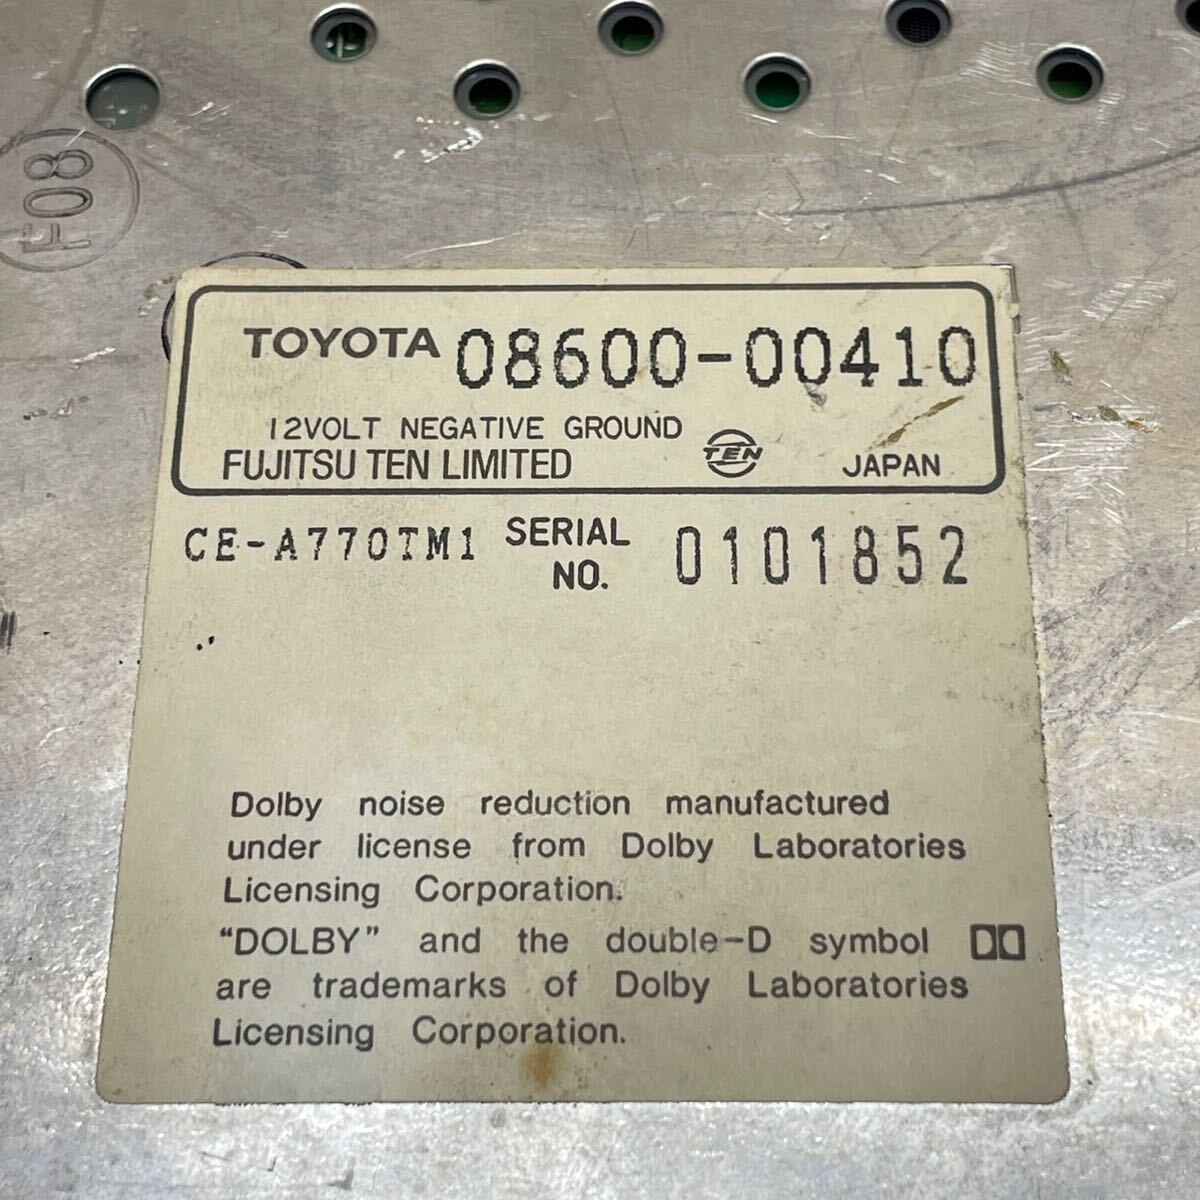 F08
TOYOTA 08600-00410
12VOLT NEGATIVE GROUND
FUJITSU TEN LIMITED TEN JAPAN
CE-A770TM1 SERIAL NO. 0101852
Dolby noise reduction manufactured
under license from Dolby Laboratories
Licensing Corporation.
“DOLBY” and the double-D symbol
are trademarks of Dolby Laboratories
Licensing Corporation.